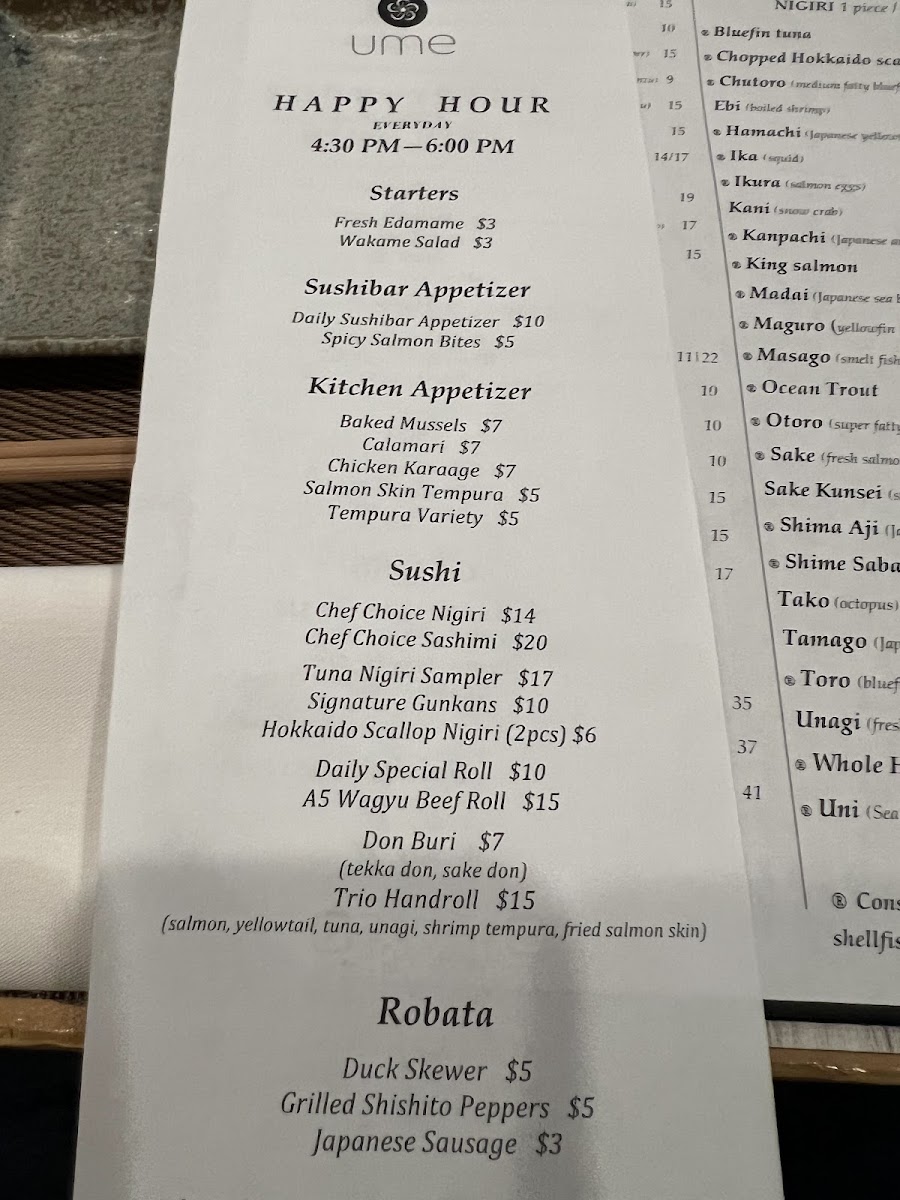 ume
HAPPY HOUR
EVERYDAY
4:30 PM—6:00 PM
Starters
Fresh Edamame $3
Wakame Salad $3
Sushibar Appetizer
Daily Sushibar Appetizer $10
Spicy Salmon Bites $5
Kitchen Appetizer
Baked Mussels $7
Calamari $7
Chicken Karaage $7
Salmon Skin Tempura $5
Tempura Variety $5
Sushi
Chef Choice Nigiri $14
Chef Choice Sashimi $20
Tuna Nigiri Sampler $17
Signature Gunkans $10
Hokkaido Scallop Nigiri (2pcs) $6
Daily Special Roll $10
A5 Wagyu Beef Roll $15
Don Buri $7
(tekka don, sake don)
Trio Handroll $15
(salmon, yellowtail, tuna, unagi, shrimp tempura, fried salmon skin)
Robata
Duck Skewer $5
Grilled Shishito Peppers $5
Japanese Sausage $3
15
10
15
9
15
15
14/17
19
17
15
11|22
10
10
10
15
15
17
35
37
41
NIGIRI 1 piece /
Bluefin tuna
Chopped Hokkaido
Chutoro (medium fatty
Ebi (boiled shrimp)
Hamachi (Japanese
Ika (squid)
Ikura (salmon eggs)
Kani (snow crab)
Kanpachi (Japanese
King salmon
Madai (Japanese sea
Maguro (yellowfin
Masago (smelt
Ocean Trout
Otoro (super
Sake (fresh
Sake Kunsei
Shima Aji
Shime Saba
Tako (octopus)
Tamago
Toro
Unagi
Whole
Uni (Sea